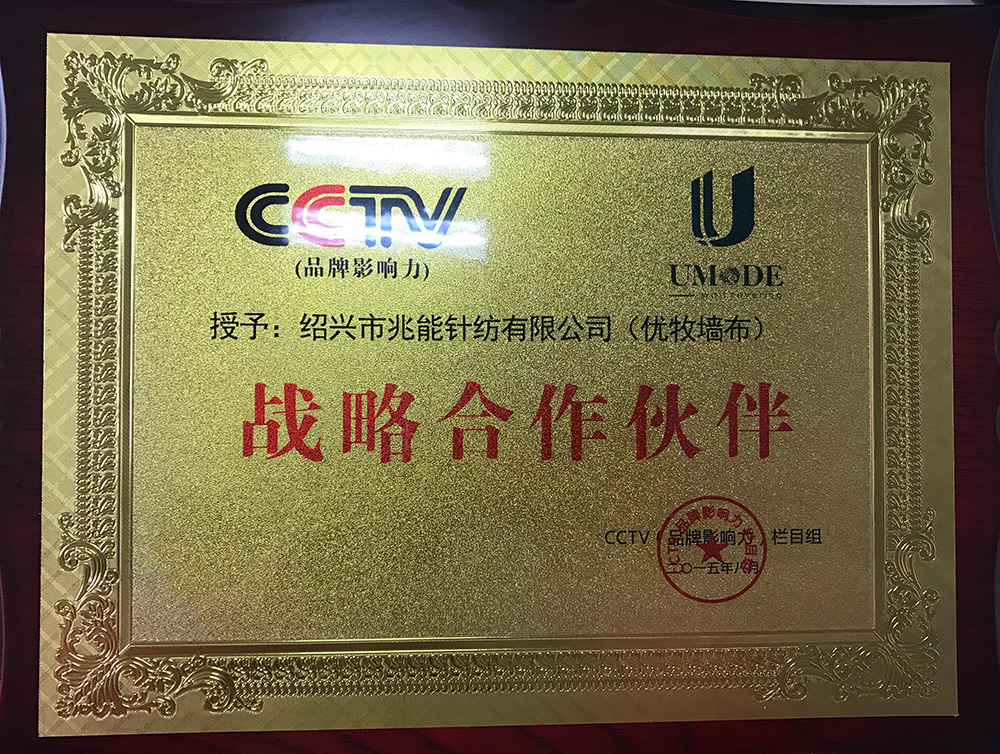 CCTV
(品牌影响力)
UMODE
wallcovering
授予：绍兴市兆能针纺有限公司（优牧墙布）
战略合作伙伴
CCTV《品牌影响力》栏目组
二〇一五年八月